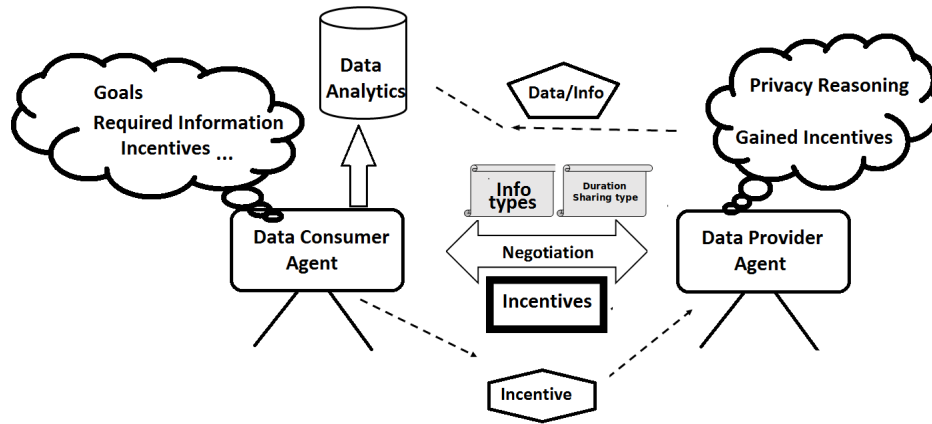 Goals
Required Information
Incentives ...
Data
Analytics
Data/Info
Privacy Reasoning
Gained Incentives
Info
types
Duration
Sharing type
Data Consumer
Agent
Negotiation
Data Provider
Agent
Incentives
Incentive